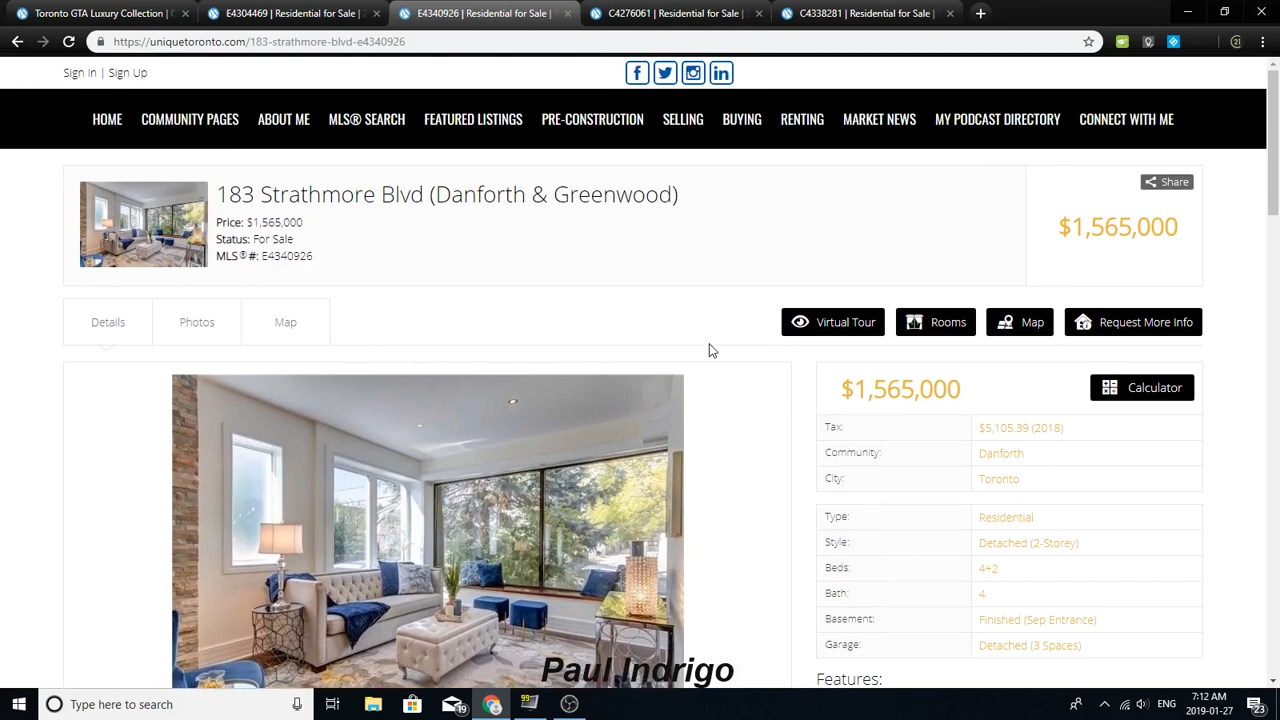 Toronto GTA Luxury Collection | C
E4304469 | Residential for Sale |
E4340926 | Residential for Sale |
C4276061 | Residential for Sale |
C4338281 | Residential for Sale |
https://uniquetoronto.com/183-strathmore-blvd-e4340926
Sign In | Sign Up
HOME COMMUNITY PAGES ABOUT ME MLS® SEARCH FEATURED LISTINGS PRE-CONSTRUCTION SELLING BUYING RENTING MARKET NEWS MY PODCAST DIRECTORY CONNECT WITH ME
183 Strathmore Blvd (Danforth & Greenwood)
Price: $1,565,000
Status: For Sale
MLS®#: E4340926
Share
$1,565,000
Details Photos Map
Virtual Tour Rooms Map Request More Info
$1,565,000 Calculator
Tax: $5,105.39 (2018)
Community: Danforth
City: Toronto
Type: Residential
Style: Detached (2-Storey)
Beds: 4+2
Bath: 4
Basement: Finished (Sep Entrance)
Garage: Detached (3 Spaces)
Features:
Paul Indrigo
Type here to search
19
99
ENG
7:12 AM
2019-01-27
23